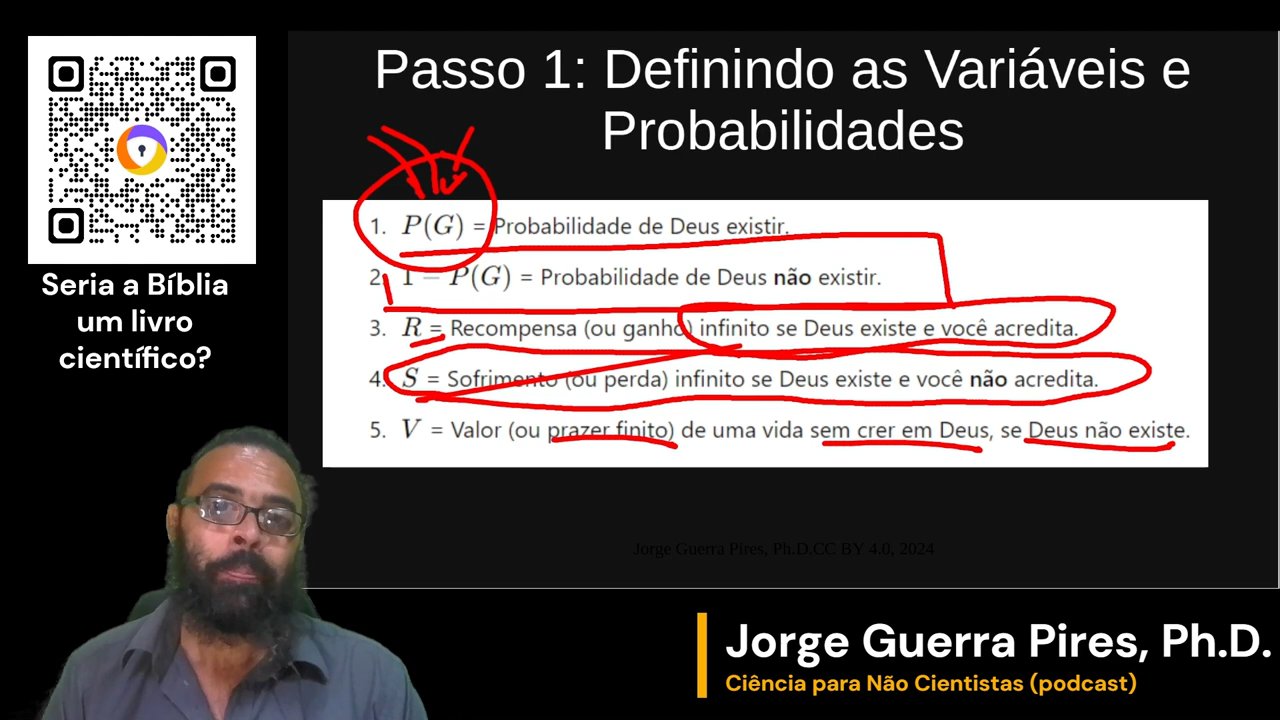 Passo 1: Definindo as Variáveis e
Probabilidades
1. P(G) = Probabilidade de Deus existir.
2. 1 − P(G) = Probabilidade de Deus não existir.
3. R = Recompensa (ou ganho) infinito se Deus existe e você acredita.
4. S = Sofrimento (ou perda) infinito se Deus existe e você não acredita.
5. V = Valor (ou prazer finito) de uma vida sem crer em Deus, se Deus não existe.
Jorge Guerra Pires, Ph.D.CC BY 4.0, 2024
Seria a Bíblia
um livro
científico?
Jorge Guerra Pires, Ph.D.
Ciência para Não Cientistas (podcast)